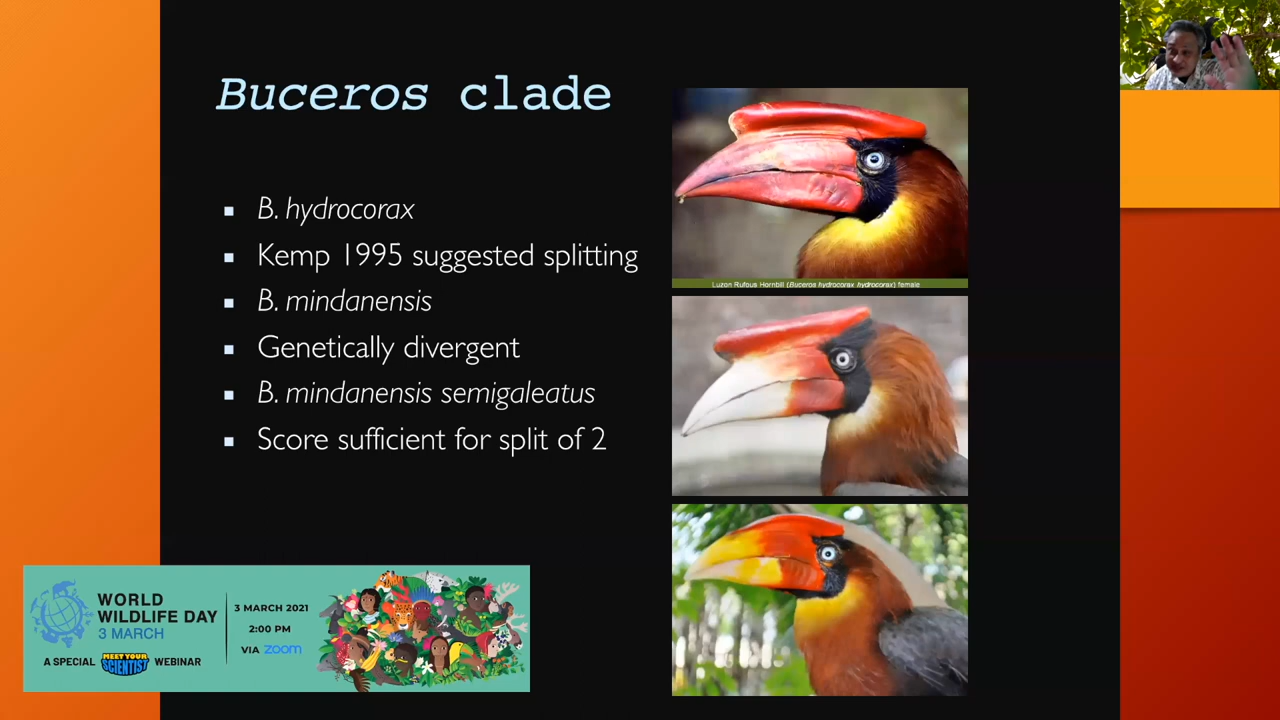 Buceros clade
B. hydrocorax
Kemp 1995 suggested splitting
B. mindanensis
Genetically divergent
B. mindanensis semigaleatus
Score sufficient for split of 2
Luzon Rufous Hornbill (Buceros hydrocorax hydrocorax) female
WORLD
WILDLIFE DAY
3 MARCH
A SPECIAL MEET YOUR SCIENTIST WEBINAR
3 MARCH 2021
2:00 PM
VIA zoom